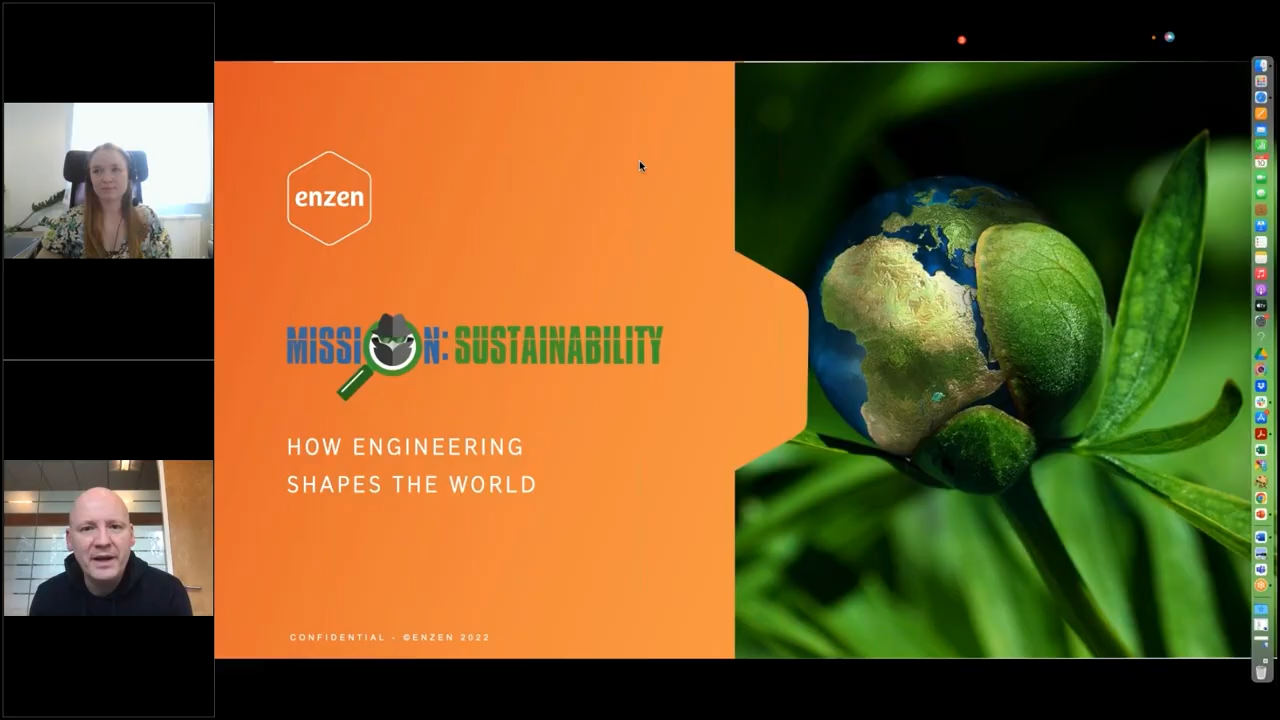 enzen
MISSION: SUSTAINABILITY
HOW ENGINEERING
SHAPES THE WORLD
CONFIDENTIAL - ©ENZEN 2022